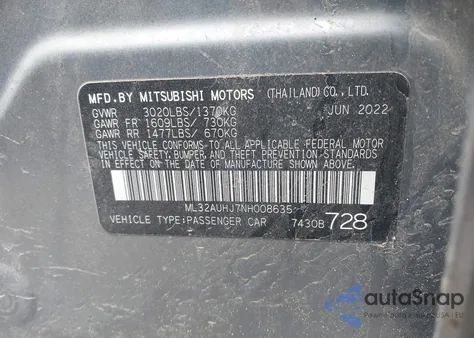 MFD.BY MITSUBISHI MOTORS (THAILAND) CO., LTD.
GVWR 3020LBS/1370KG JUN 2022
GAWR FR 1609LBS/ 730KG
GAWR RR 1477LBS/ 670KG
THIS VEHICLE CONFORMS TO ALL APPLICABLE FEDERAL MOTOR
VEHICLE SAFETY, BUMPER, AND THEFT PREVENTION STANDARDS
IN EFFECT ON THE DATE OF MANUFACTURE SHOWN ABOVE.
ML32AUHJ7NH008635
VEHICLE TYPE:PASSENGER CAR 7430B 728
autoSnap